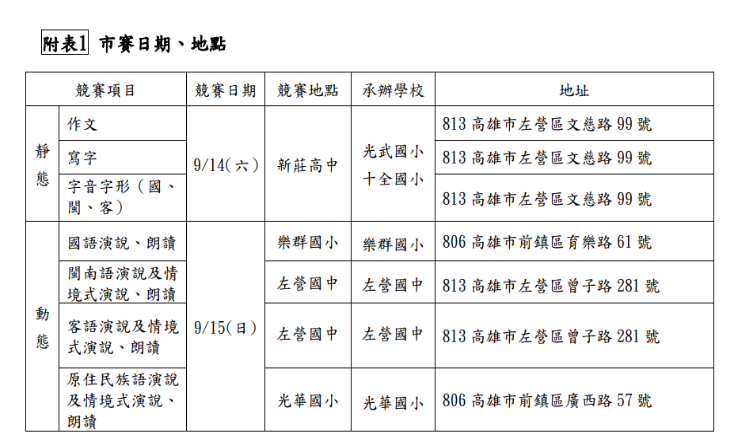 附表1 市賽日期、地點
競賽項目 競賽日期 競賽地點 承辦學校 地址
靜態
作文
寫字
字音字形（國、
閩、客）
9/14(六)
新莊高中
光武國小
十全國小
813 高雄市左營區文慈路 99 號
813 高雄市左營區文慈路 99 號
813 高雄市左營區文慈路 99 號
動態
9/15(日)
國語演說、朗讀
樂群國小
樂群國小
806 高雄市前鎮區育樂路 61 號
閩南語演說及情
境式演說、朗讀
左營國中
左營國中
813 高雄市左營區曾子路 281 號
客語演說及情境
式演說、朗讀
左營國中
左營國中
813 高雄市左營區曾子路 281 號
原住民族語演說
及情境式演說、
朗讀
光華國小
光華國小
806 高雄市前鎮區廣西路 57 號